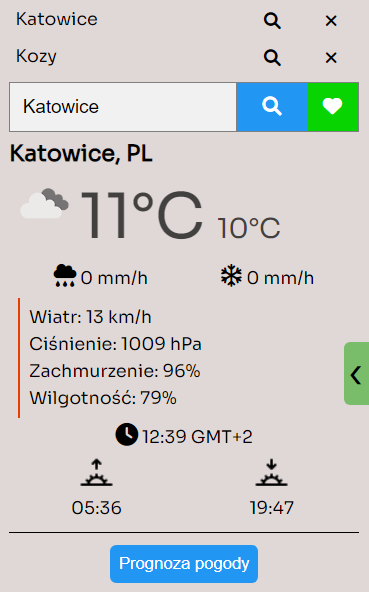 Katowice
Kozy
Katowice
Katowice, PL
11°C 10°C
0 mm/h 0 mm/h
Wiatr: 13 km/h
Ciśnienie: 1009 hPa
Zachmurzenie: 96%
Wilgotność: 79%
12:39 GMT+2
05:36 19:47
Prognoza pogody